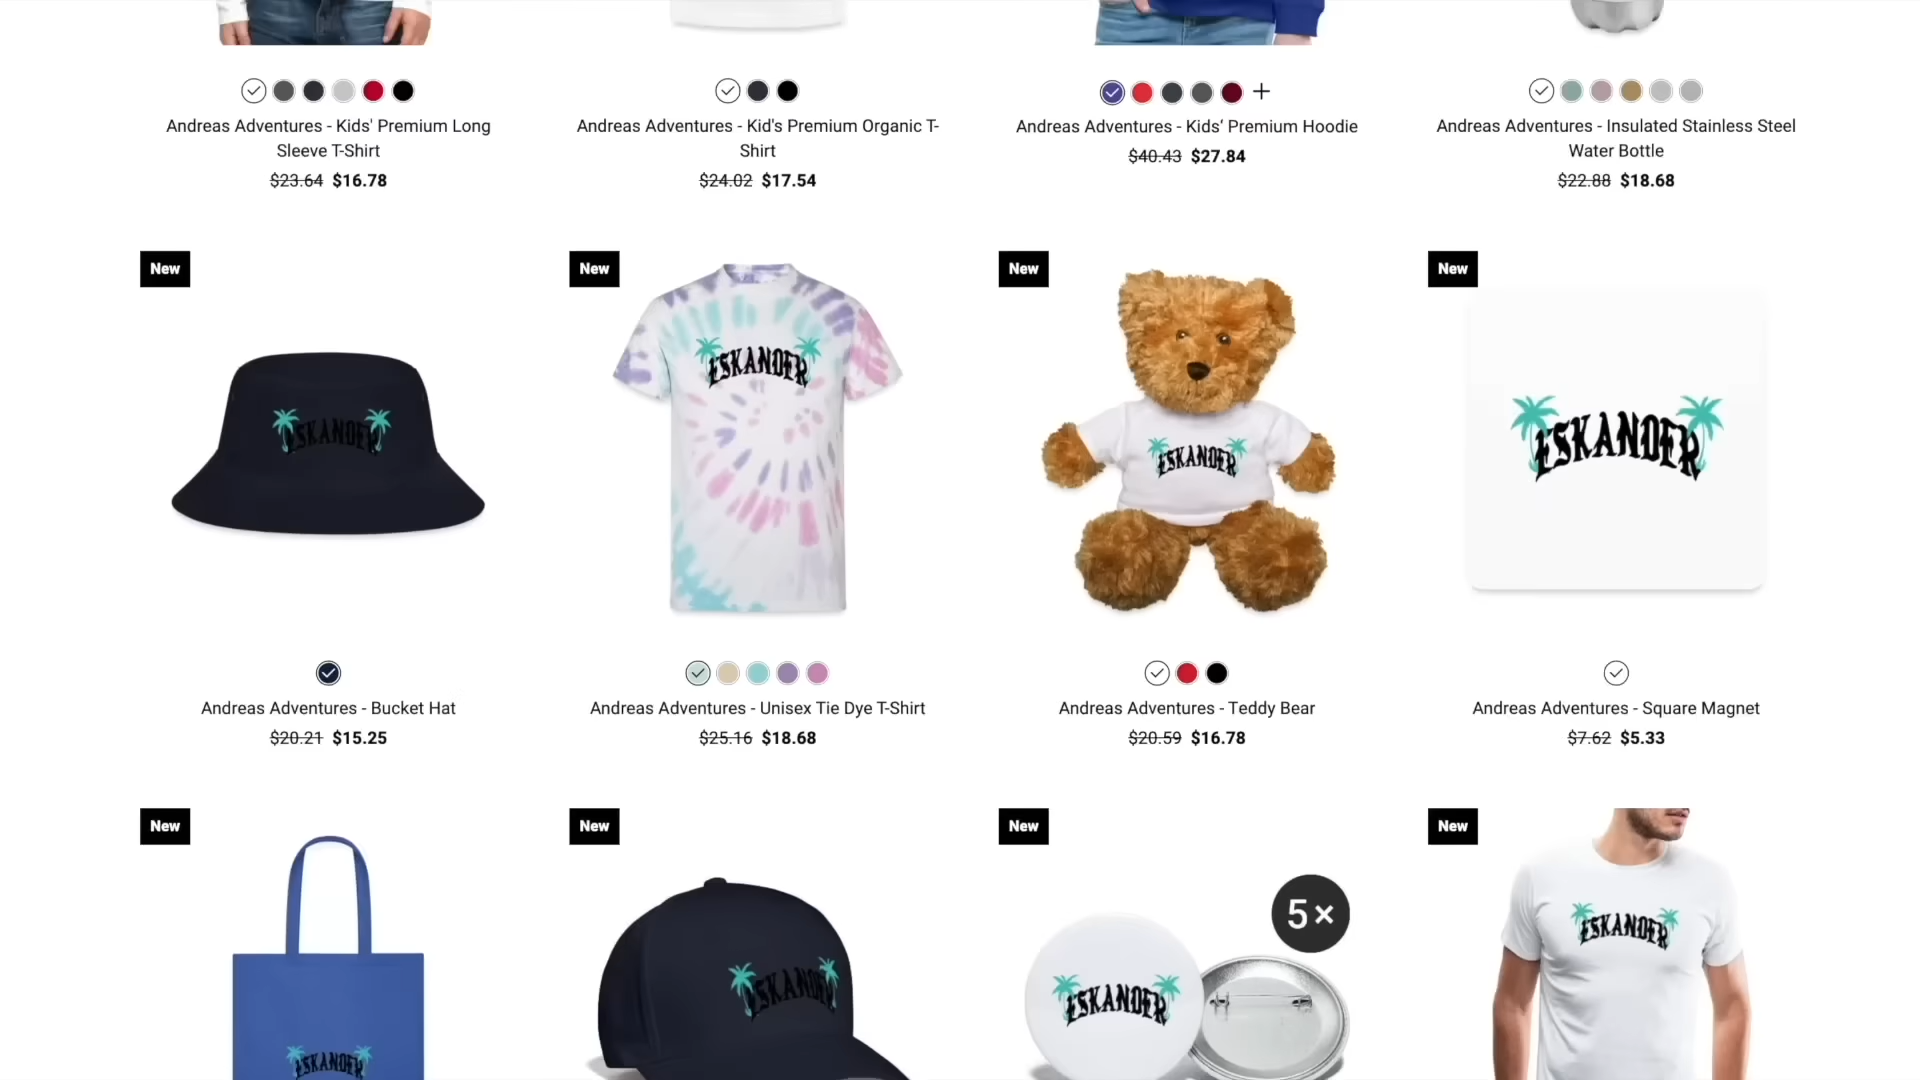 Andreas Adventures - Kids' Premium Long
Sleeve T-Shirt
$23.64 $16.78
Andreas Adventures - Kid's Premium Organic T-
Shirt
$24.02 $17.54
Andreas Adventures - Kids‘ Premium Hoodie
$40.43 $27.84
Andreas Adventures - Insulated Stainless Steel
Water Bottle
$22.88 $18.68
New
ESKANDER
Andreas Adventures - Bucket Hat
$20.21 $15.25
New
ESKANDER
Andreas Adventures - Unisex Tie Dye T-Shirt
$25.16 $18.68
New
ESKANDER
Andreas Adventures - Teddy Bear
$20.59 $16.78
New
ESKANDER
Andreas Adventures - Square Magnet
$7.62 $5.33
New
ESKANDER
New
ESKANDER
New
5×
ESKANDER
New
ESKANDER